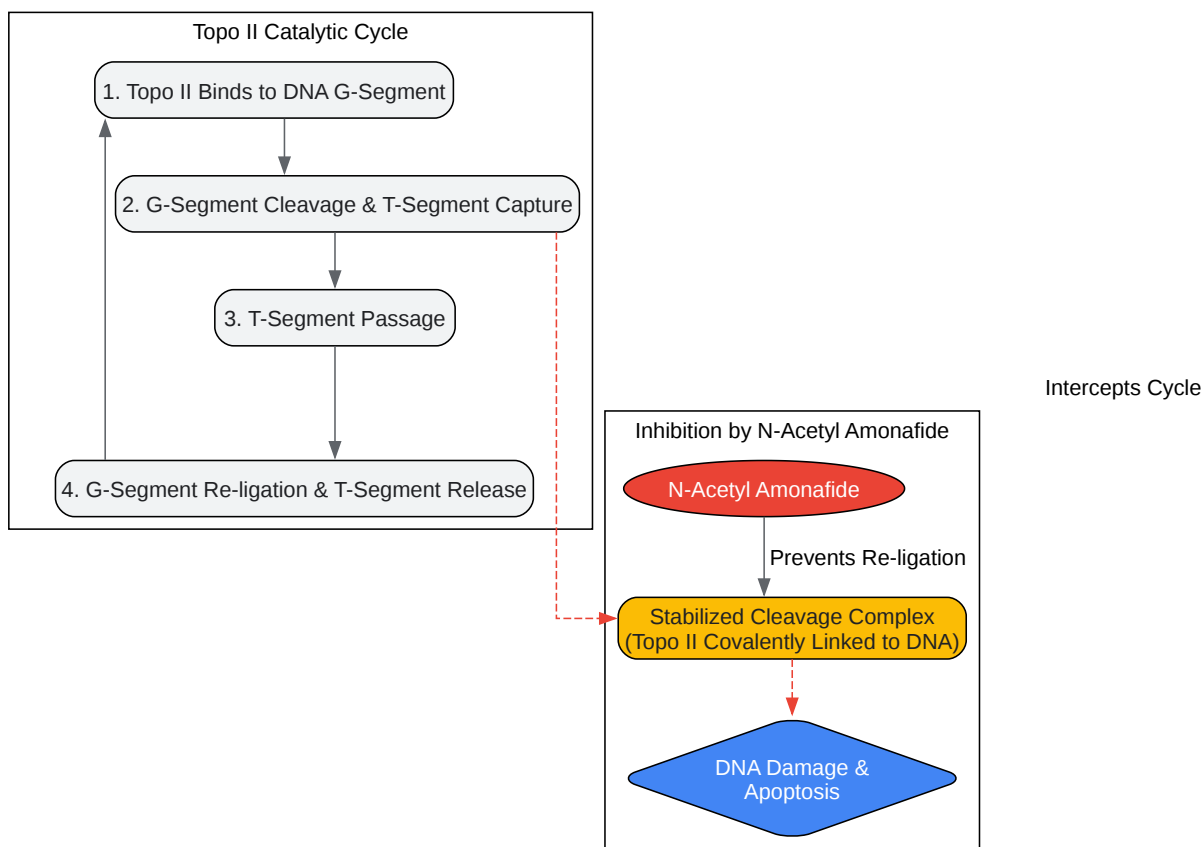 Topo II Catalytic Cycle
1. Topo II Binds to DNA G-Segment
2. G-Segment Cleavage & T-Segment Capture
3. T-Segment Passage
4. G-Segment Re-ligation & T-Segment Release
Intercepts Cycle
Inhibition by N-Acetyl Amonafide
N-Acetyl Amonafide
Prevents Re-ligation
Stabilized Cleavage Complex
(Topo II Covalently Linked to DNA)
DNA Damage &
Apoptosis